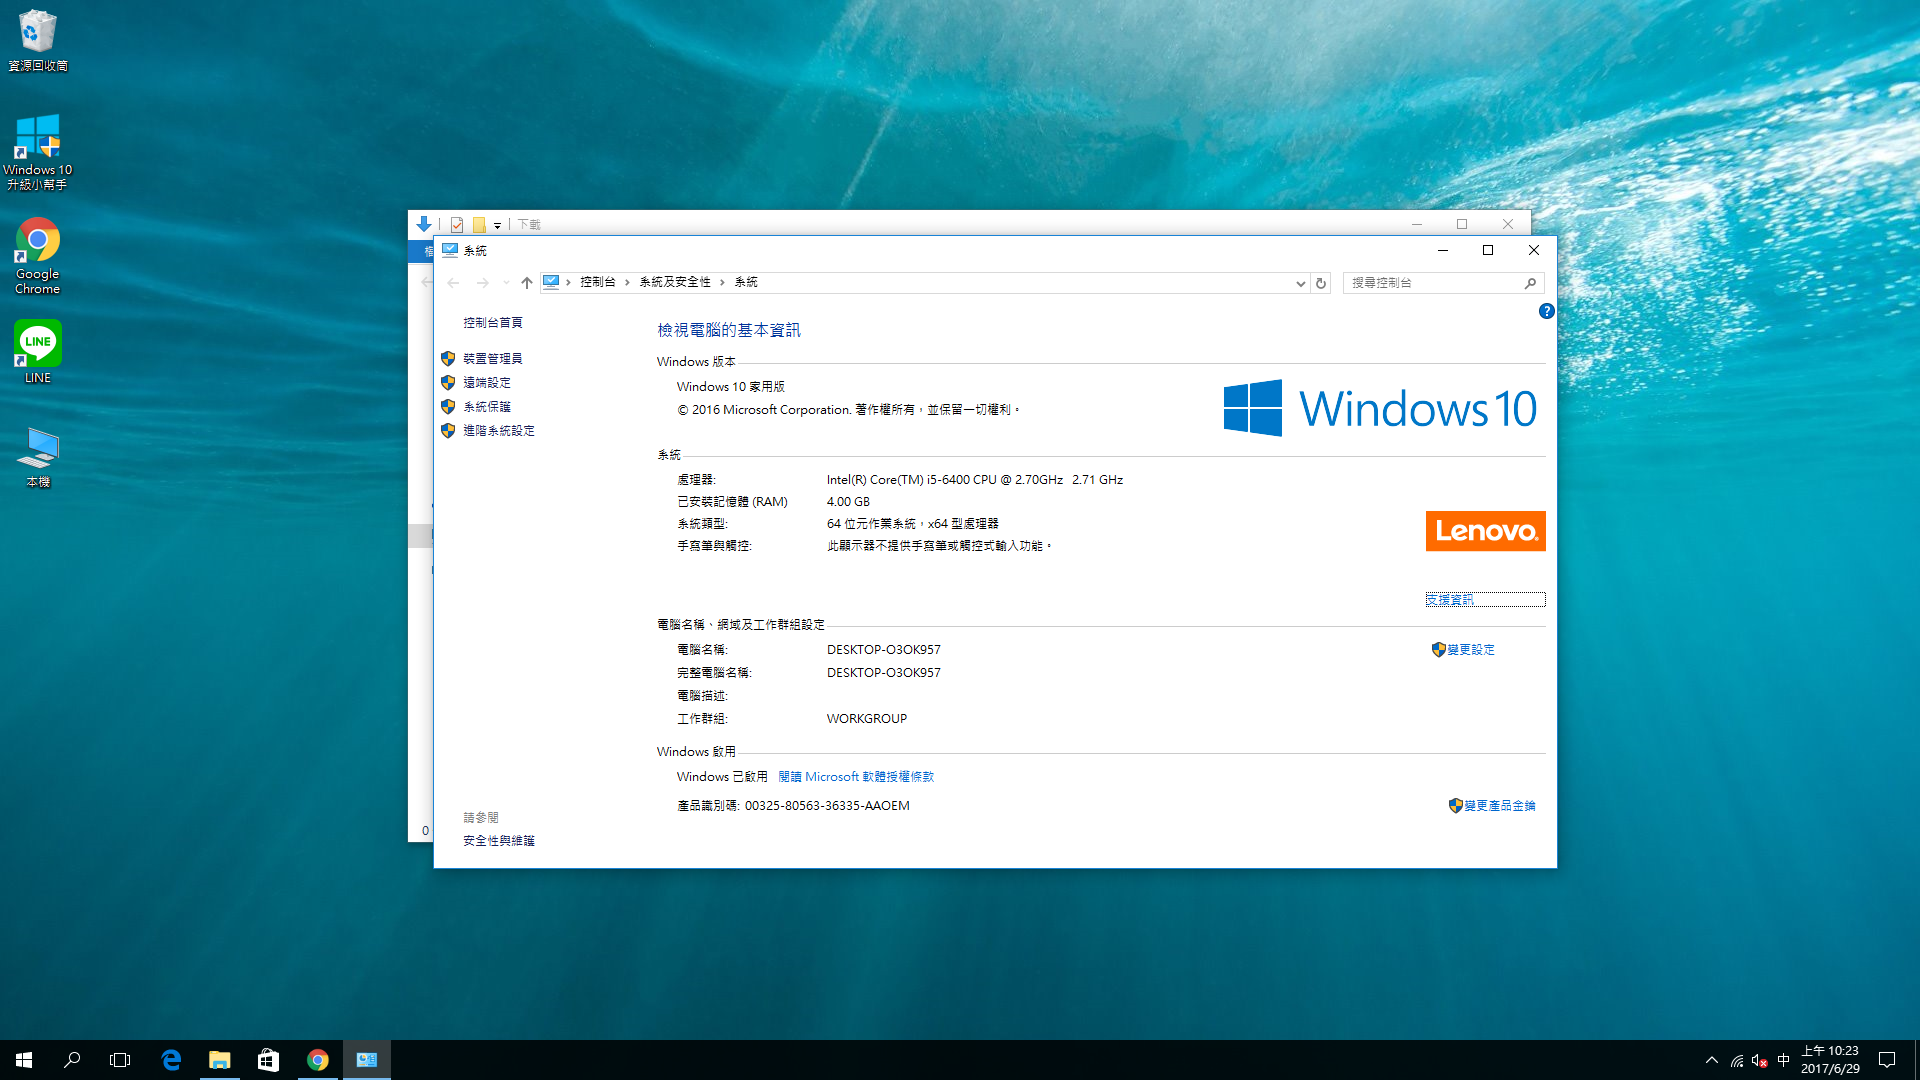 資源回收筒
Windows 10
升級小幫手
Google
Chrome
LINE
LINE
本機
下載
系統
控制台 系統及安全性 系統
搜尋控制台
?
控制台首頁
裝置管理員
遠端設定
系統保護
進階系統設定
請參閱
安全性與維護
檢視電腦的基本資訊
Windows 版本
Windows 10 家用版
© 2016 Microsoft Corporation. 著作權所有，並保留一切權利。
Windows 10
系統
處理器: Intel(R) Core(TM) i5-6400 CPU @ 2.70GHz 2.71 GHz
已安裝記憶體 (RAM) 4.00 GB
系統類型: 64 位元作業系統，x64 型處理器
手寫筆與觸控: 此顯示器不提供手寫筆或觸控式輸入功能。
Lenovo.
支援資訊
電腦名稱、網域及工作群組設定
電腦名稱: DESKTOP-O3OK957
變更設定
完整電腦名稱: DESKTOP-O3OK957
電腦描述:
工作群組: WORKGROUP
Windows 啟用
Windows 已啟用 閱讀 Microsoft 軟體授權條款
產品識別碼: 00325-80563-36335-AAOEM
變更產品金鑰
0
中
上午 10:23
2017/6/29